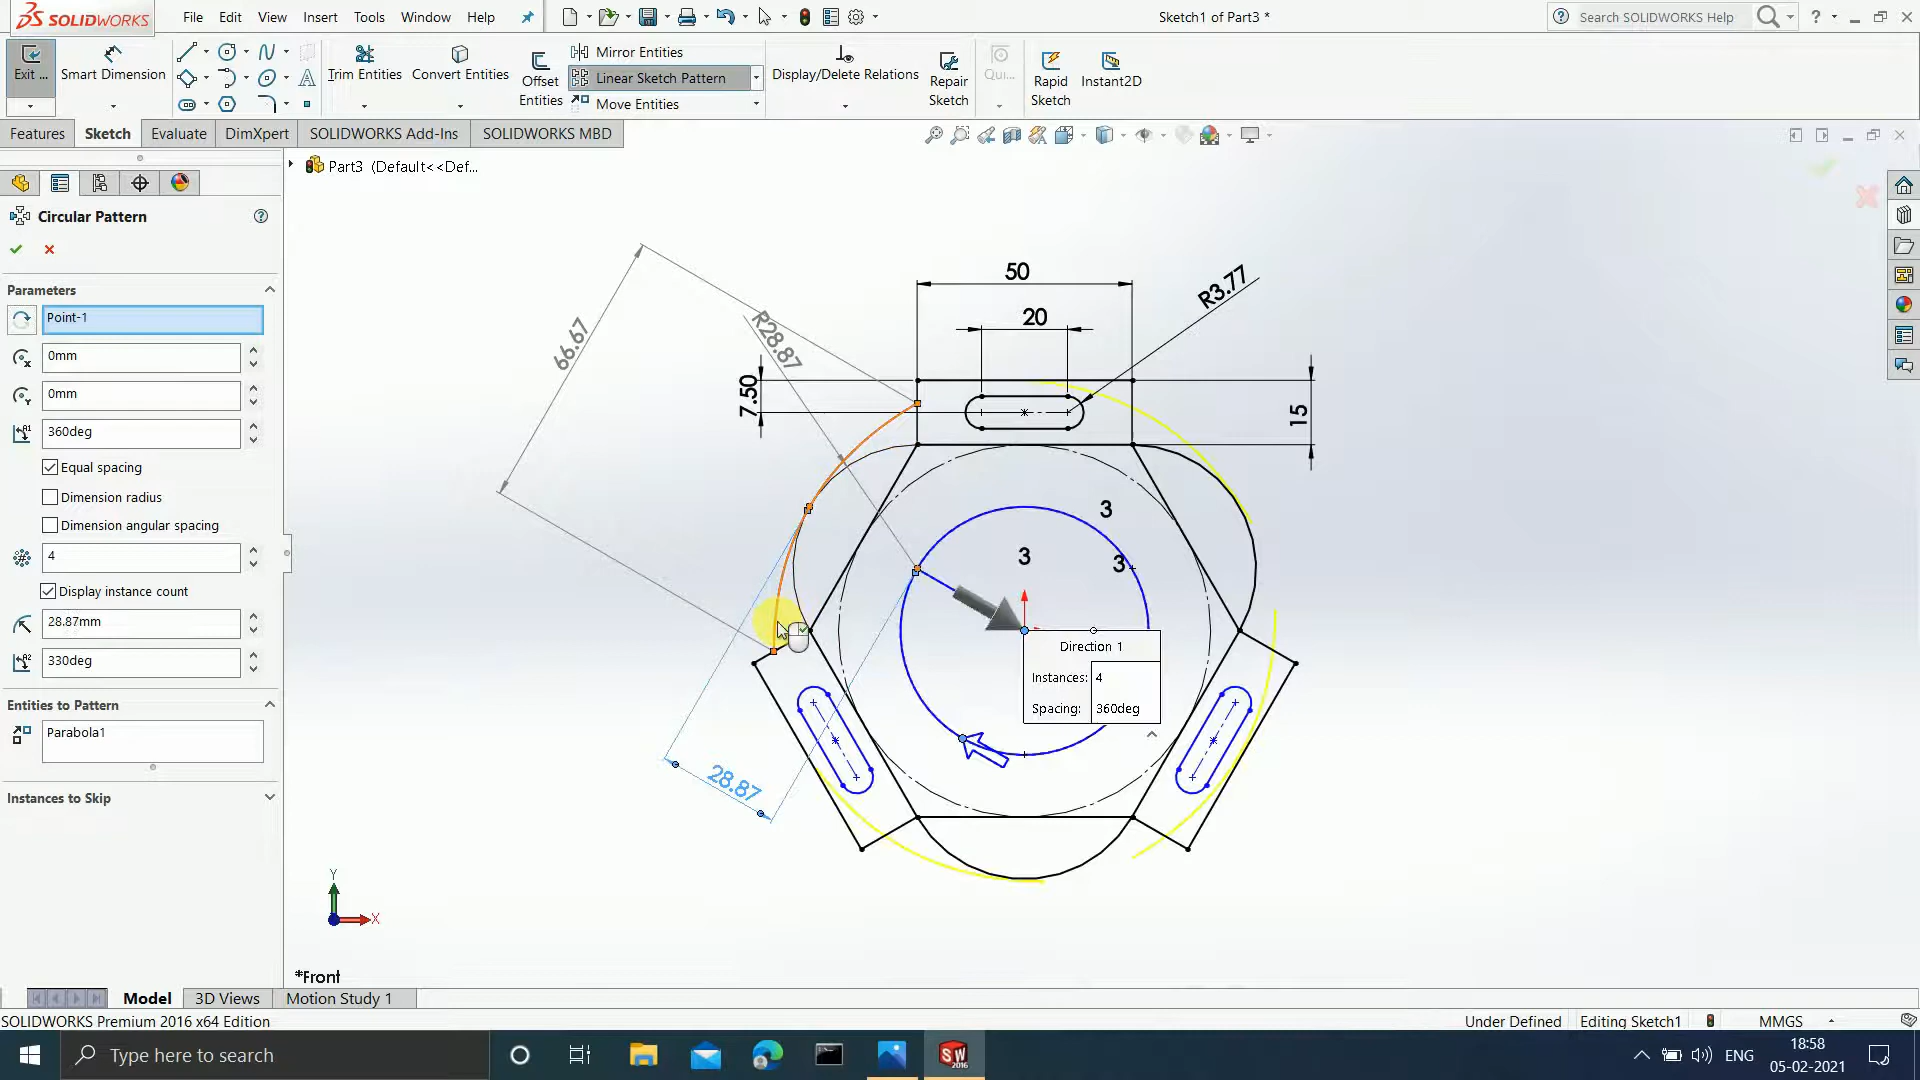 SOLIDWORKS
File Edit View Insert Tools Window Help
Sketch1 of Part3 *
Search SOLIDWORKS Help
Exit ...
Smart Dimension
Trim Entities
Convert Entities
Offset Entities
Mirror Entities
Linear Sketch Pattern
Move Entities
Display/Delete Relations
Repair Sketch
Qui...
Rapid Sketch
Instant2D
Features Sketch Evaluate DimXpert SOLIDWORKS Add-Ins SOLIDWORKS MBD
Part3 (Default<<Def...
Circular Pattern
Parameters
Point-1
0mm
0mm
360deg
Equal spacing
Dimension radius
Dimension angular spacing
4
Display instance count
28.87mm
330deg
Entities to Pattern
Parabola1
Instances to Skip
50
20
R3.77
R28.87
66.67
7.50
15
3
3
3
Direction 1
Instances: 4
Spacing: 360deg
28.87
Y
X
*Front
Model 3D Views Motion Study 1
SOLIDWORKS Premium 2016 x64 Edition
Under Defined Editing Sketch1 MMGS
Type here to search
SW
2016
ENG
18:58
05-02-2021